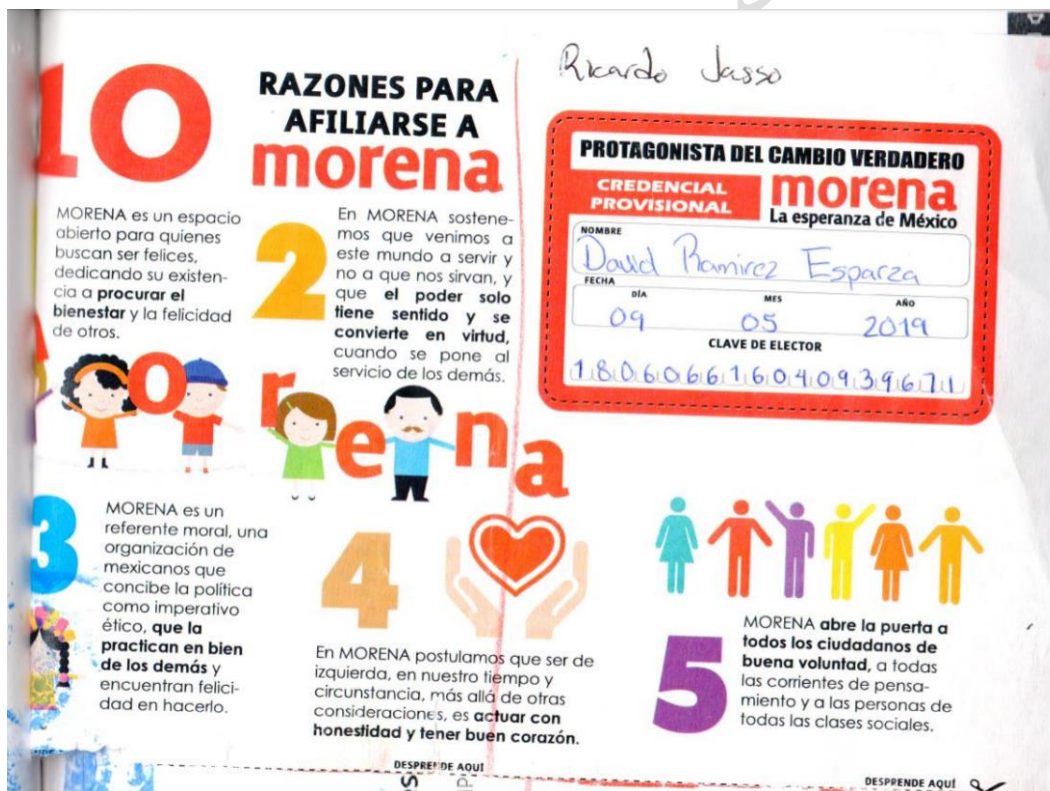 10
RAZONES PARA
AFILIARSE A
morena
MORENA es un espacio
abierto para quienes
buscan ser felices,
dedicando su existen-
cia a procurar el
bienestar y la felicidad
de otros.
2
En MORENA sostene-
mos que venimos a
este mundo a servir y
no a que nos sirvan, y
que el poder solo
tiene sentido y se
convierte en virtud,
cuando se pone al
servicio de los demás.
morena
3
MORENA es un
referente moral, una
organización de
mexicanos que
concibe la política
como imperativo
ético, que la
practican en bien
de los demás y
encuentran felici-
dad en hacerlo.
4
En MORENA postulamos que ser de
izquierda, en nuestro tiempo y
circunstancia, más allá de otras
consideraciones, es actuar con
honestidad y tener buen corazón.
DESPRENDE AQUÍ
Ricardo Jasso
PROTAGONISTA DEL CAMBIO VERDADERO
CREDENCIAL
PROVISIONAL
morena
La esperanza de México
NOMBRE
David Ramirez Esparza
FECHA
DÍA MES AÑO
09 05 2019
CLAVE DE ELECTOR
180606616040939671
5
MORENA abre la puerta a
todos los ciudadanos de
buena voluntad, a todas
las corrientes de pensa-
miento y a las personas de
todas las clases sociales.
DESPRENDE AQUÍ